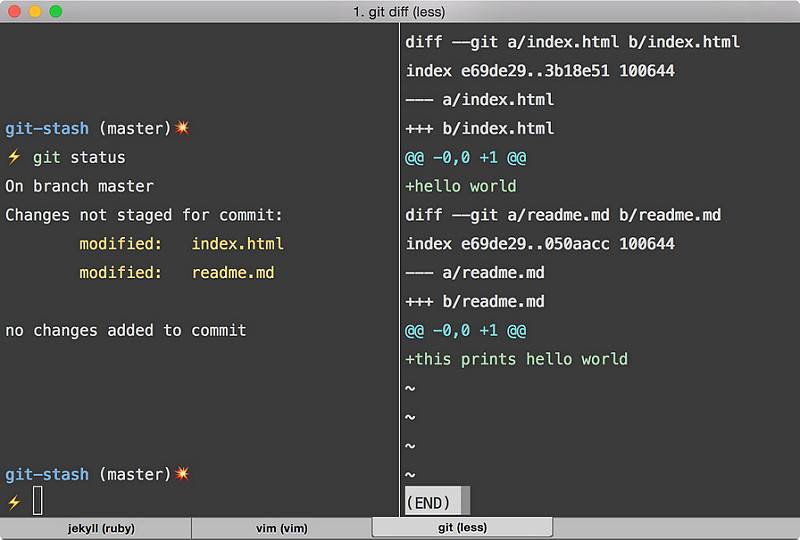 1. git diff (less)
git-stash (master)💥
⚡ git status
On branch master
Changes not staged for commit:
modified: index.html
modified: readme.md
no changes added to commit
git-stash (master)💥
⚡
diff --git a/index.html b/index.html
index e69de29..3b18e51 100644
--- a/index.html
+++ b/index.html
@@ -0,0 +1 @@
+hello world
diff --git a/readme.md b/readme.md
index e69de29..050aacc 100644
--- a/readme.md
+++ b/readme.md
@@ -0,0 +1 @@
+this prints hello world
~
~
~
~
(END)
jekyll (ruby)
vim (vim)
git (less)